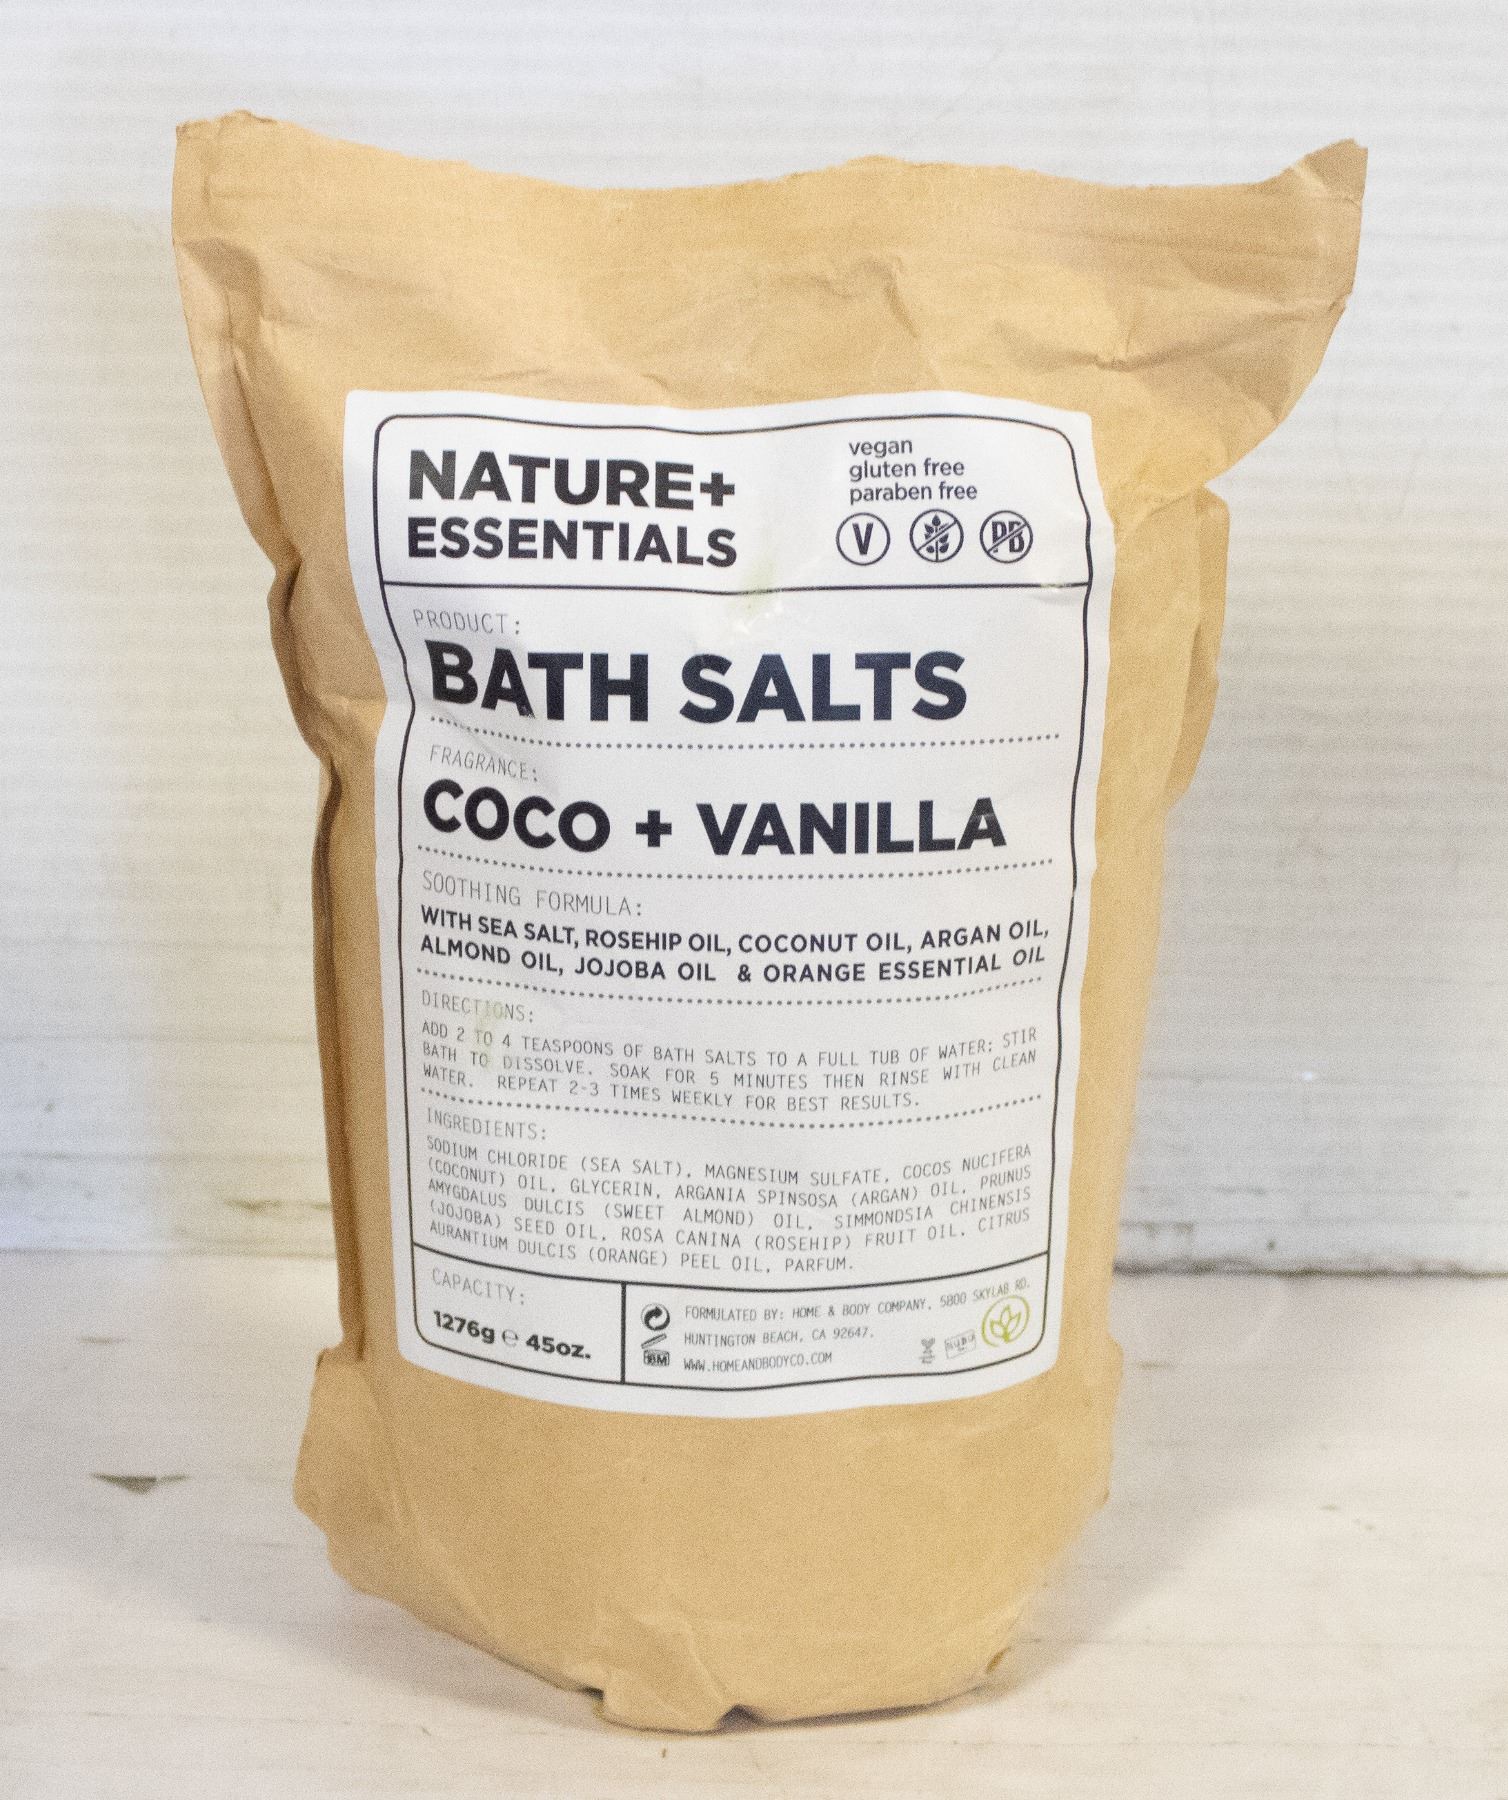 NATURE+
ESSENTIALS
vegan
gluten free
paraben free
V
PB
PRODUCT:
BATH SALTS
FRAGRANCE:
COCO + VANILLA
SOOTHING FORMULA:
WITH SEA SALT, ROSEHIP OIL, COCONUT OIL, ARGAN OIL,
ALMOND OIL, JOJOBA OIL & ORANGE ESSENTIAL OIL
DIRECTIONS:
ADD 2 TO 4 TEASPOONS OF BATH SALTS TO A FULL TUB OF WATER; STIR
BATH TO DISSOLVE. SOAK FOR 5 MINUTES THEN RINSE WITH CLEAN
WATER. REPEAT 2-3 TIMES WEEKLY FOR BEST RESULTS.
INGREDIENTS:
SODIUM CHLORIDE (SEA SALT), MAGNESIUM SULFATE, COCOS NUCIFERA
(COCONUT) OIL, GLYCERIN, ARGANIA SPINSOSA (ARGAN) OIL, PRUNUS
AMYGDALUS DULCIS (SWEET ALMOND) OIL, SIMMONDSIA CHINENSIS
(JOJOBA) SEED OIL, ROSA CANINA (ROSEHIP) FRUIT OIL, CITRUS
AURANTIUM DULCIS (ORANGE) PEEL OIL, PARFUM.
CAPACITY:
1276g ℮ 45oz.
FORMULATED BY: HOME & BODY COMPANY. 5800 SKYLAB RD.
HUNTINGTON BEACH, CA 92647.
WWW.HOMEANDBODYCO.COM
18M